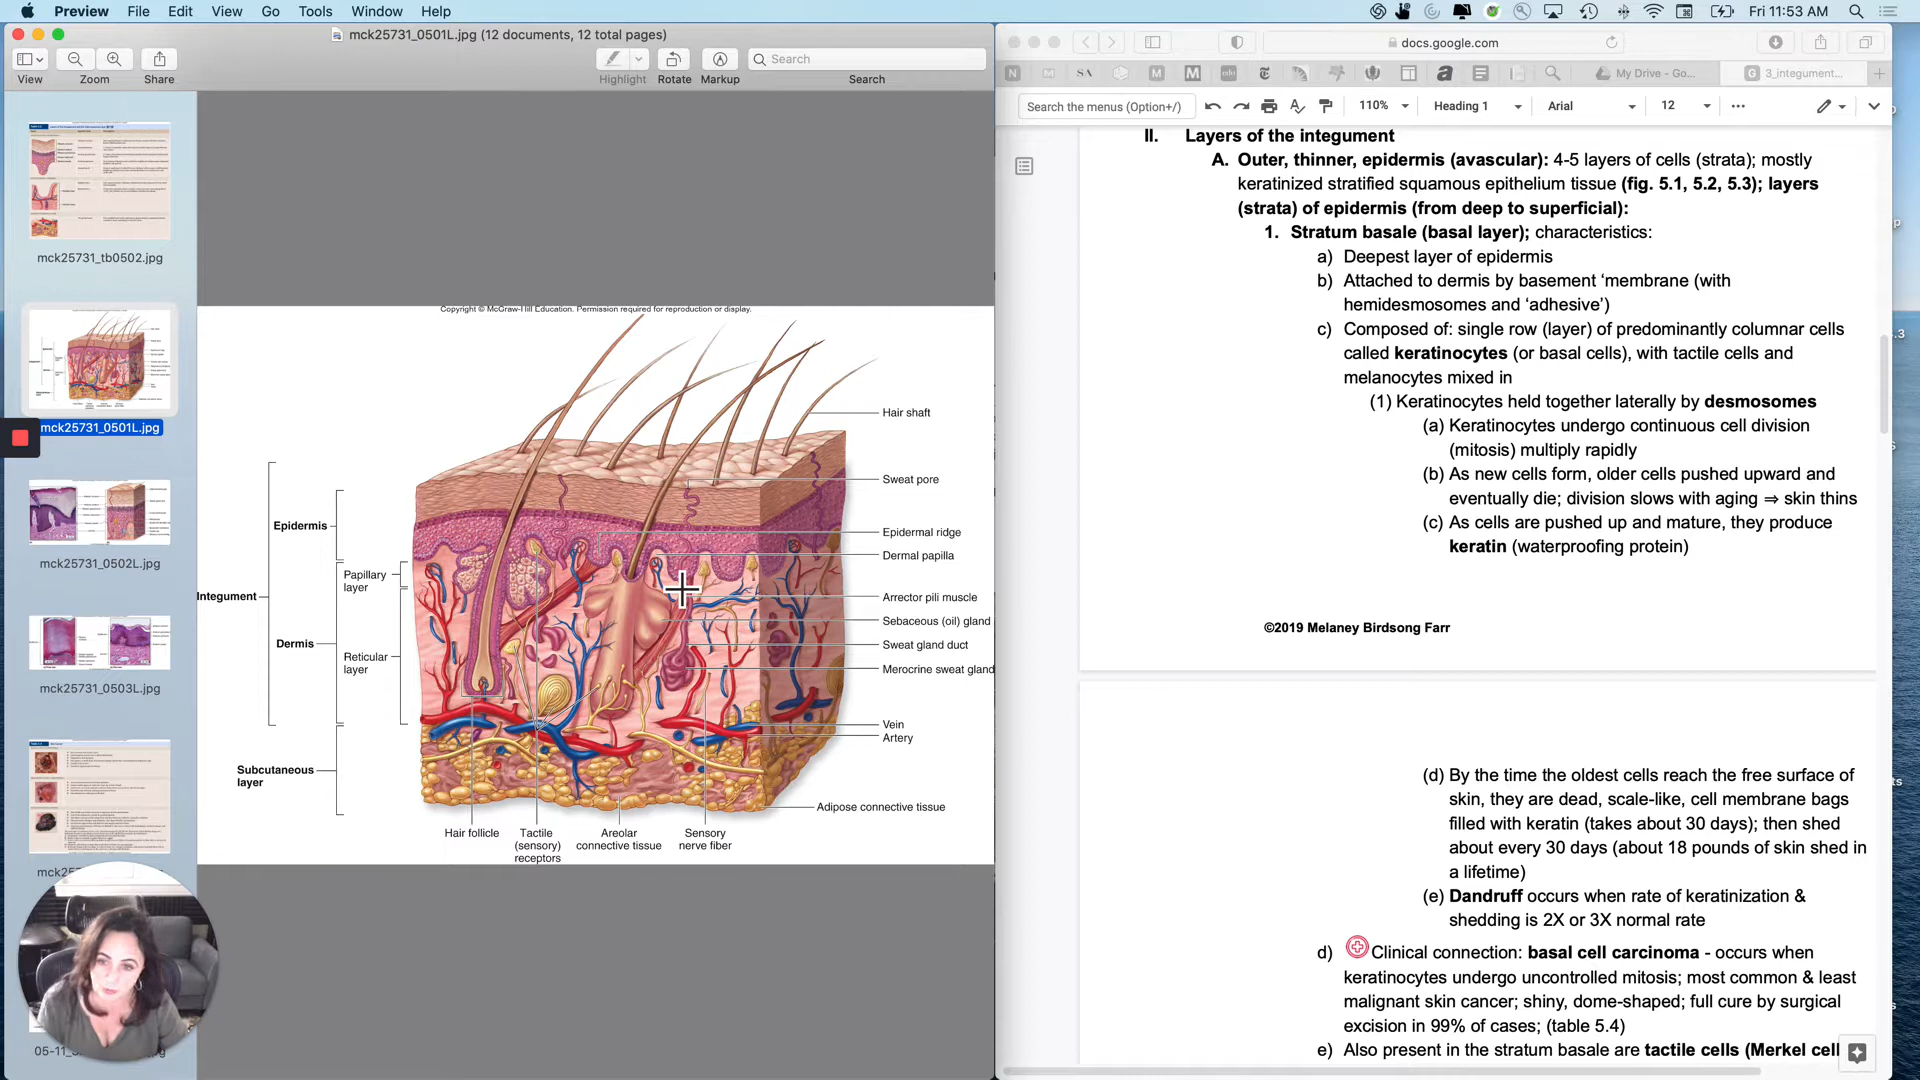 Preview File Edit View Go Tools Window Help
Fri 11:53 AM
mck25731_0501L.jpg (12 documents, 12 total pages)
View Zoom Share
Highlight Rotate Markup Search
Search
mck25731_tb0502.jpg
mck25731_0501L.jpg
mck25731_0502L.jpg
mck25731_0503L.jpg
Copyright © McGraw-Hill Education. Permission required for reproduction or display.
Hair shaft
Sweat pore
Epidermal ridge
Dermal papilla
Arrector pili muscle
Sebaceous (oil) gland
Sweat gland duct
Merocrine sweat gland
Vein
Artery
Adipose connective tissue
Epidermis
Papillary
layer
Integument
Dermis
Reticular
layer
Subcutaneous
layer
Hair follicle
Tactile
(sensory)
receptors
Areolar
connective tissue
Sensory
nerve fiber
docs.google.com
My Drive - Go...
3_integument...
Search the menus (Option+/)
110% Heading 1 Arial 12
II. Layers of the integument
A. Outer, thinner, epidermis (avascular): 4-5 layers of cells (strata); mostly
keratinized stratified squamous epithelium tissue (fig. 5.1, 5.2, 5.3); layers
(strata) of epidermis (from deep to superficial):
1. Stratum basale (basal layer); characteristics:
a) Deepest layer of epidermis
b) Attached to dermis by basement ‘membrane (with
hemidesmosomes and ‘adhesive’)
c) Composed of: single row (layer) of predominantly columnar cells
called keratinocytes (or basal cells), with tactile cells and
melanocytes mixed in
(1) Keratinocytes held together laterally by desmosomes
(a) Keratinocytes undergo continuous cell division
(mitosis) multiply rapidly
(b) As new cells form, older cells pushed upward and
eventually die; division slows with aging ⇒ skin thins
(c) As cells are pushed up and mature, they produce
keratin (waterproofing protein)
©2019 Melaney Birdsong Farr
(d) By the time the oldest cells reach the free surface of
skin, they are dead, scale-like, cell membrane bags
filled with keratin (takes about 30 days); then shed
about every 30 days (about 18 pounds of skin shed in
a lifetime)
(e) Dandruff occurs when rate of keratinization &
shedding is 2X or 3X normal rate
d) Clinical connection: basal cell carcinoma - occurs when
keratinocytes undergo uncontrolled mitosis; most common & least
malignant skin cancer; shiny, dome-shaped; full cure by surgical
excision in 99% of cases; (table 5.4)
e) Also present in the stratum basale are tactile cells (Merkel cell